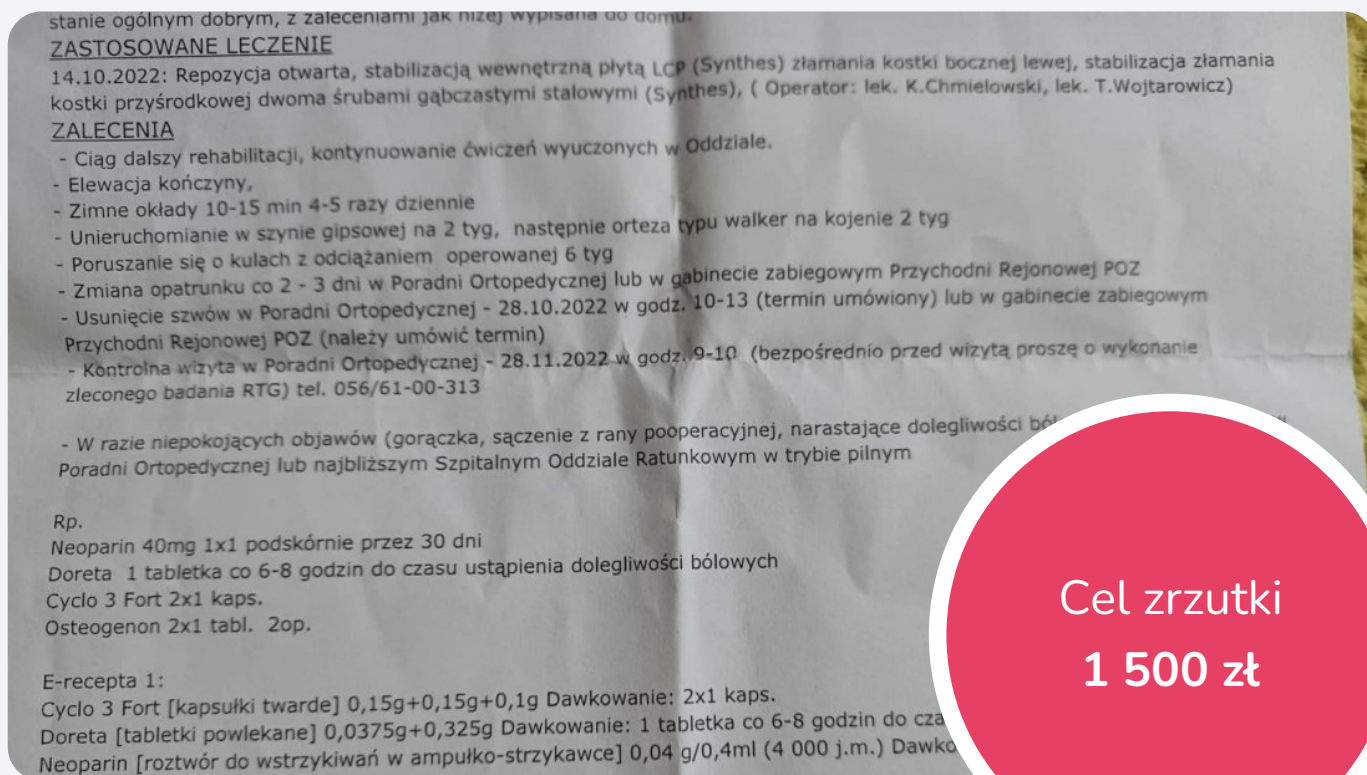 stanie ogólnym dobrym, z zaleceniami jak niżej wypisana do domu.
ZASTOSOWANE LECZENIE
14.10.2022: Repozycja otwarta, stabilizacją wewnętrzną płytą LCP (Synthes) złamania kostki bocznej lewej, stabilizacja złamania
kostki przyśrodkowej dwoma śrubami gąbczastymi stalowymi (Synthes), ( Operator: lek. K.Chmielowski, lek. T.Wojtarowicz)
ZALECENIA
- Ciąg dalszy rehabilitacji, kontynuowanie ćwiczeń wyuczonych w Oddziale.
- Elewacja kończyny,
- Zimne okłady 10-15 min 4-5 razy dziennie
- Unieruchomianie w szynie gipsowej na 2 tyg, następnie orteza typu walker na kojenie 2 tyg
- Poruszanie się o kulach z odciążaniem operowanej 6 tyg
- Zmiana opatrunku co 2 - 3 dni w Poradni Ortopedycznej lub w gabinecie zabiegowym Przychodni Rejonowej POZ
- Usunięcie szwów w Poradni Ortopedycznej - 28.10.2022 w godz. 10-13 (termin umówiony) lub w gabinecie zabiegowym
Przychodni Rejonowej POZ (należy umówić termin)
- Kontrolna wizyta w Poradni Ortopedycznej - 28.11.2022 w godz. 9-10 (bezpośrednio przed wizytą proszę o wykonanie
zleconego badania RTG) tel. 056/61-00-313
- W razie niepokojących objawów (gorączka, sączenie z rany pooperacyjnej, narastające dolegliwości ból
Poradni Ortopedycznej lub najbliższym Szpitalnym Oddziale Ratunkowym w trybie pilnym
Rp.
Neoparin 40mg 1x1 podskórnie przez 30 dni
Doreta 1 tabletka co 6-8 godzin do czasu ustąpienia dolegliwości bólowych
Cyclo 3 Fort 2x1 kaps.
Osteogenon 2x1 tabl. 2op.
E-recepta 1:
Cyclo 3 Fort [kapsułki twarde] 0,15g+0,15g+0,1g Dawkowanie: 2x1 kaps.
Doreta [tabletki powlekane] 0,0375g+0,325g Dawkowanie: 1 tabletka co 6-8 godzin do cza
Neoparin [roztwór do wstrzykiwań w ampułko-strzykawce] 0,04 g/0,4ml (4 000 j.m.) Dawko
Cel zrzutki
1 500 zł